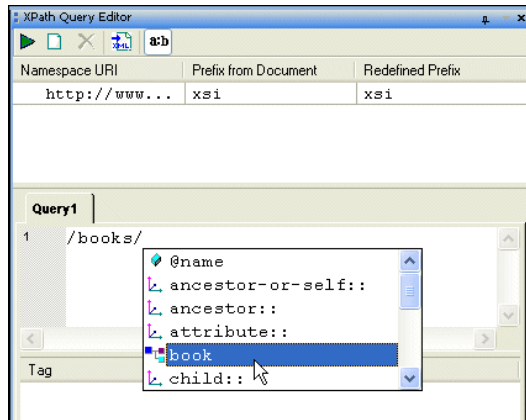 XPath Query Editor
a:b
Namespace URI Prefix from Document Redefined Prefix
http://www... xsi xsi
Query1
1 /books/
@name
ancestor-or-self::
ancestor::
attribute::
book
child::
Tag